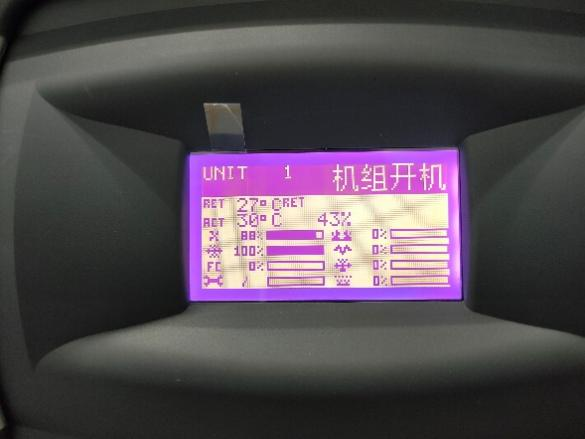 UNIT 1 机组开机
RET 27°C RET
ACT 30°C 43%
88% 0%
100% 0%
FC 0% 0%
0%